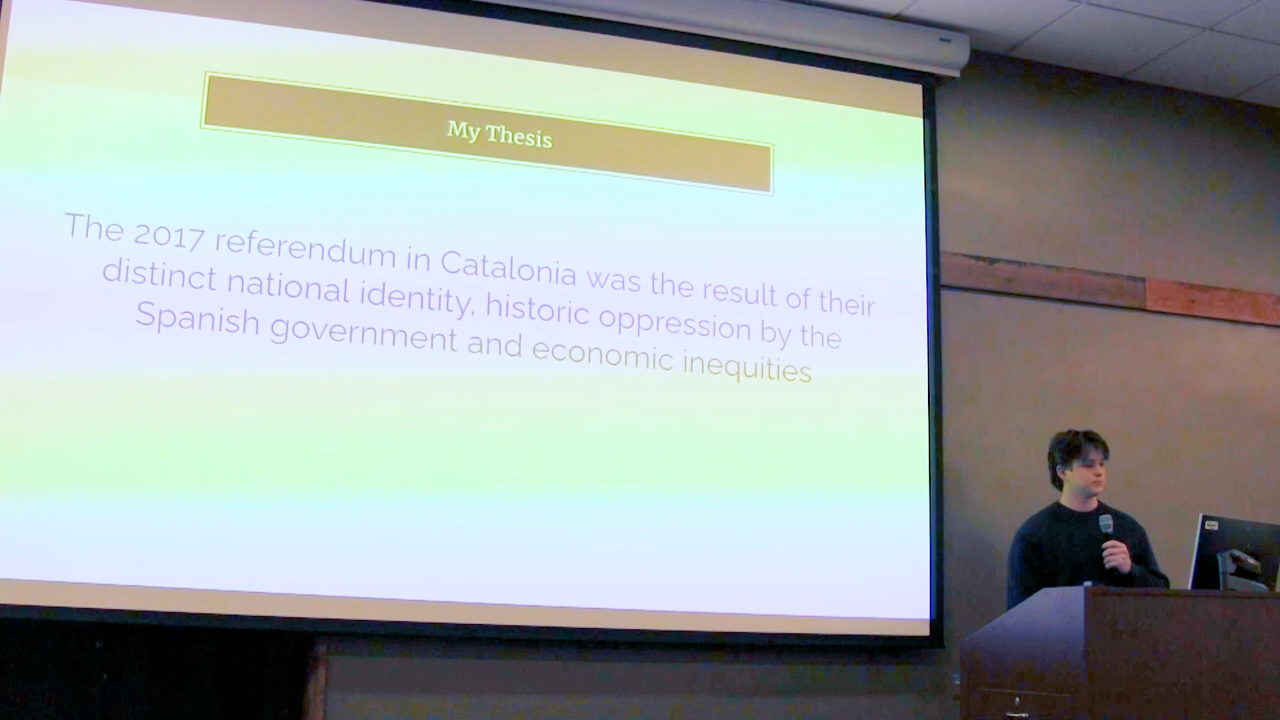 My Thesis
The 2017 referendum in Catalonia was the result of their
distinct national identity, historic oppression by the
Spanish government and economic inequities